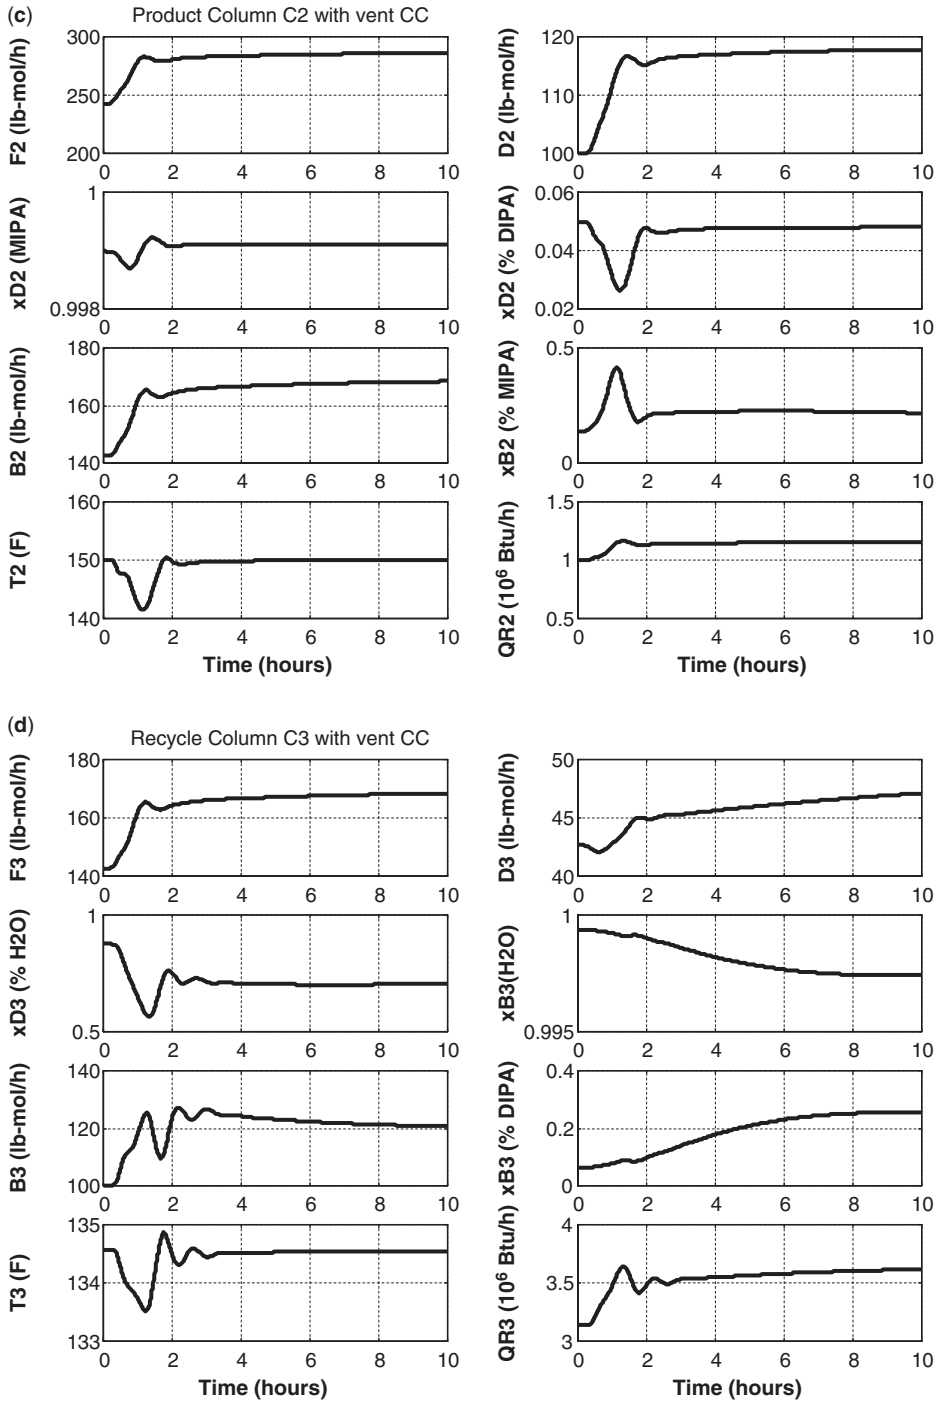 (c)
Product Column C2 with vent CC
F2 (lb-mol/h)
300
250
200
0 2 4 6 8 10
D2 (lb-mol/h)
120
110
100
0 2 4 6 8 10
xD2 (MIPA)
1
0.998
0 2 4 6 8 10
xD2 (% DIPA)
0.06
0.04
0.02
0 2 4 6 8 10
B2 (lb-mol/h)
180
160
140
0 2 4 6 8 10
xB2 (% MIPA)
0.5
0
0 2 4 6 8 10
T2 (F)
160
150
140
0 2 4 6 8 10
Time (hours)
QR2 (10⁶ Btu/h)
1.5
1
0.5
0 2 4 6 8 10
Time (hours)
(d)
Recycle Column C3 with vent CC
F3 (lb-mol/h)
180
160
140
0 2 4 6 8 10
D3 (lb-mol/h)
50
45
40
0 2 4 6 8 10
xD3 (% H2O)
1
0.5
0 2 4 6 8 10
xB3(H2O)
1
0.995
0 2 4 6 8 10
B3 (lb-mol/h)
140
120
100
0 2 4 6 8 10
xB3 (% DIPA)
0.4
0.2
0
0 2 4 6 8 10
T3 (F)
135
134
133
0 2 4 6 8 10
Time (hours)
QR3 (10⁶ Btu/h)
4
3.5
3
0 2 4 6 8 10
Time (hours)